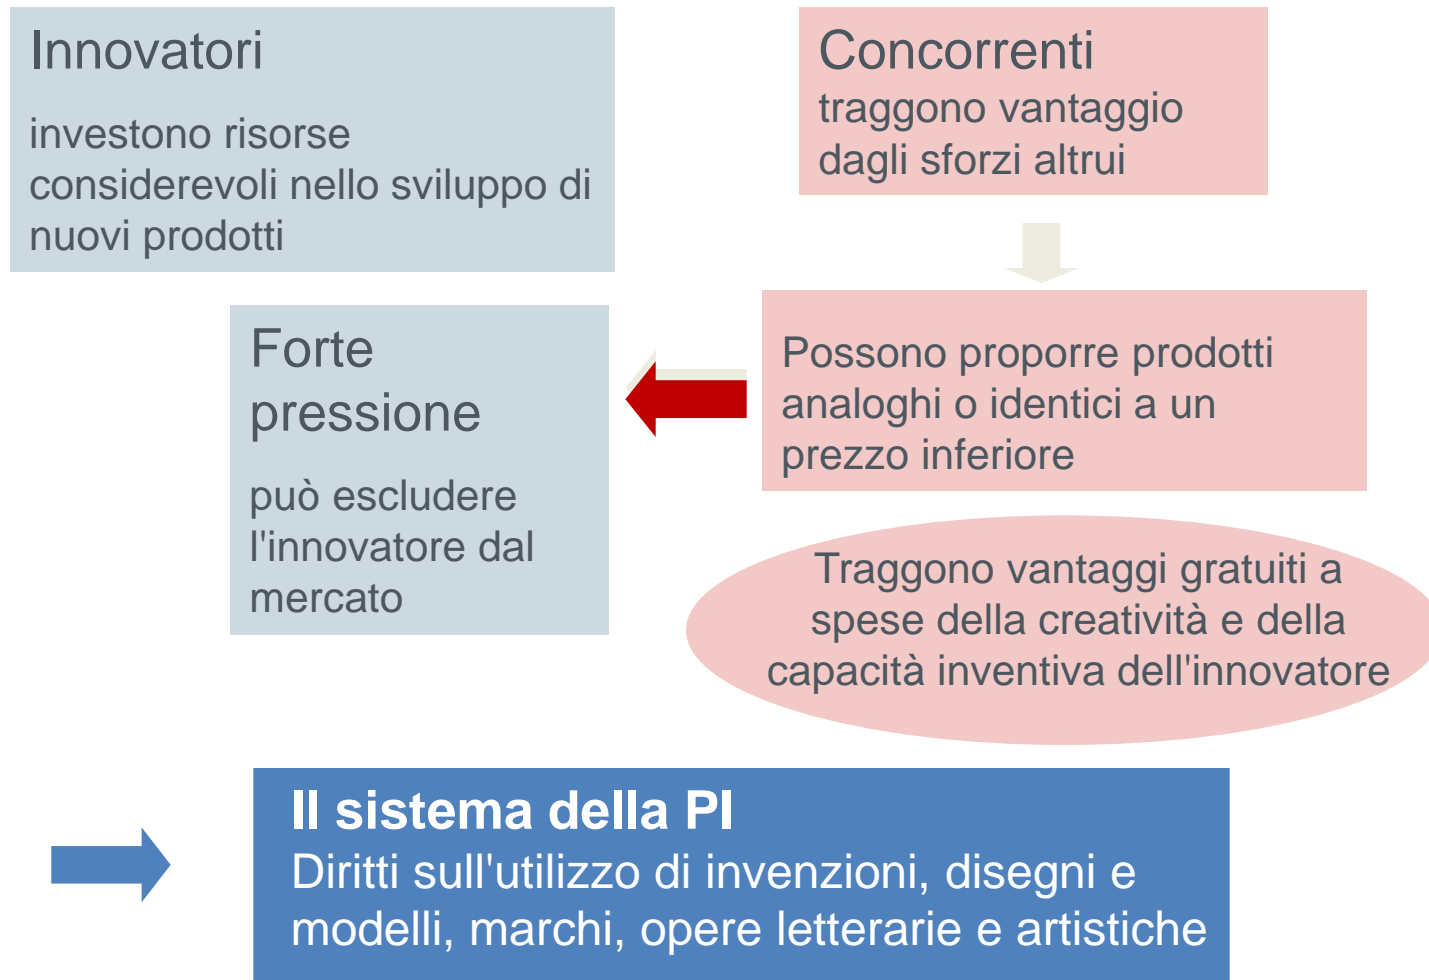 Innovatori
investono risorse
considerevoli nello sviluppo di
nuovi prodotti
Concorrenti
traggono vantaggio
dagli sforzi altrui
Possono proporre prodotti
analoghi o identici a un
prezzo inferiore
Forte
pressione
può escludere
l'innovatore dal
mercato
Traggono vantaggi gratuiti a
spese della creatività e della
capacità inventiva dell'innovatore
Il sistema della PI
Diritti sull'utilizzo di invenzioni, disegni e
modelli, marchi, opere letterarie e artistiche